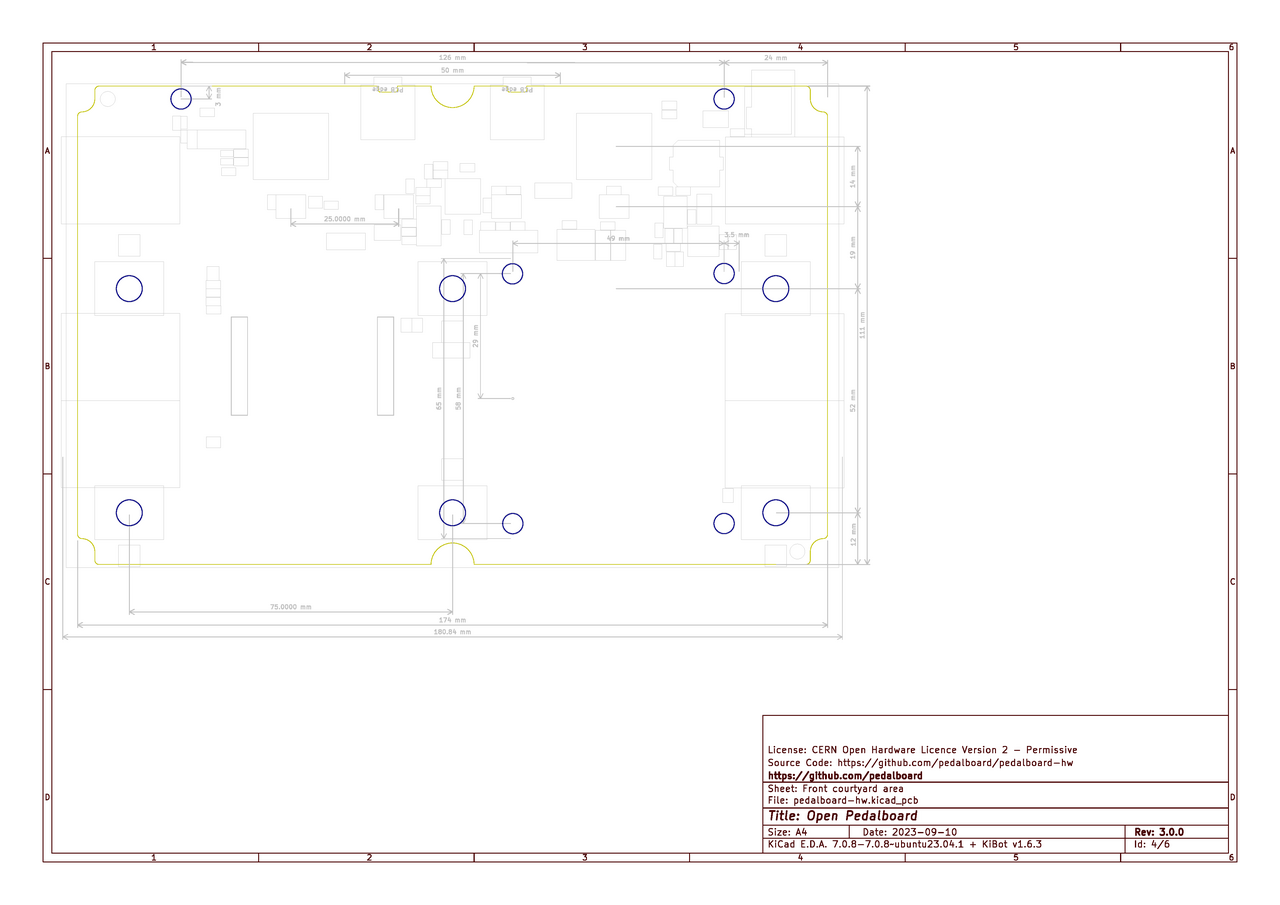 1 2 3 4 5 6
126 mm 24 mm
50 mm
PCB edge PCB edge
3 mm
A A
14 mm
25.0000 mm
49 mm 3.5 mm
19 mm
29 mm
111 mm
B B
65 mm 58 mm 52 mm
12 mm
C C
75.0000 mm
174 mm
180.84 mm
License: CERN Open Hardware Licence Version 2 - Permissive
Source Code: https://github.com/pedalboard/pedalboard-hw
https://github.com/pedalboard
Sheet: Front courtyard area
D D
File: pedalboard-hw.kicad_pcb
Title: Open Pedalboard
Size: A4 Date: 2023-09-10 Rev: 3.0.0
KiCad E.D.A. 7.0.8-7.0.8~ubuntu23.04.1 + KiBot v1.6.3 Id: 4/6
1 2 3 4 5 6